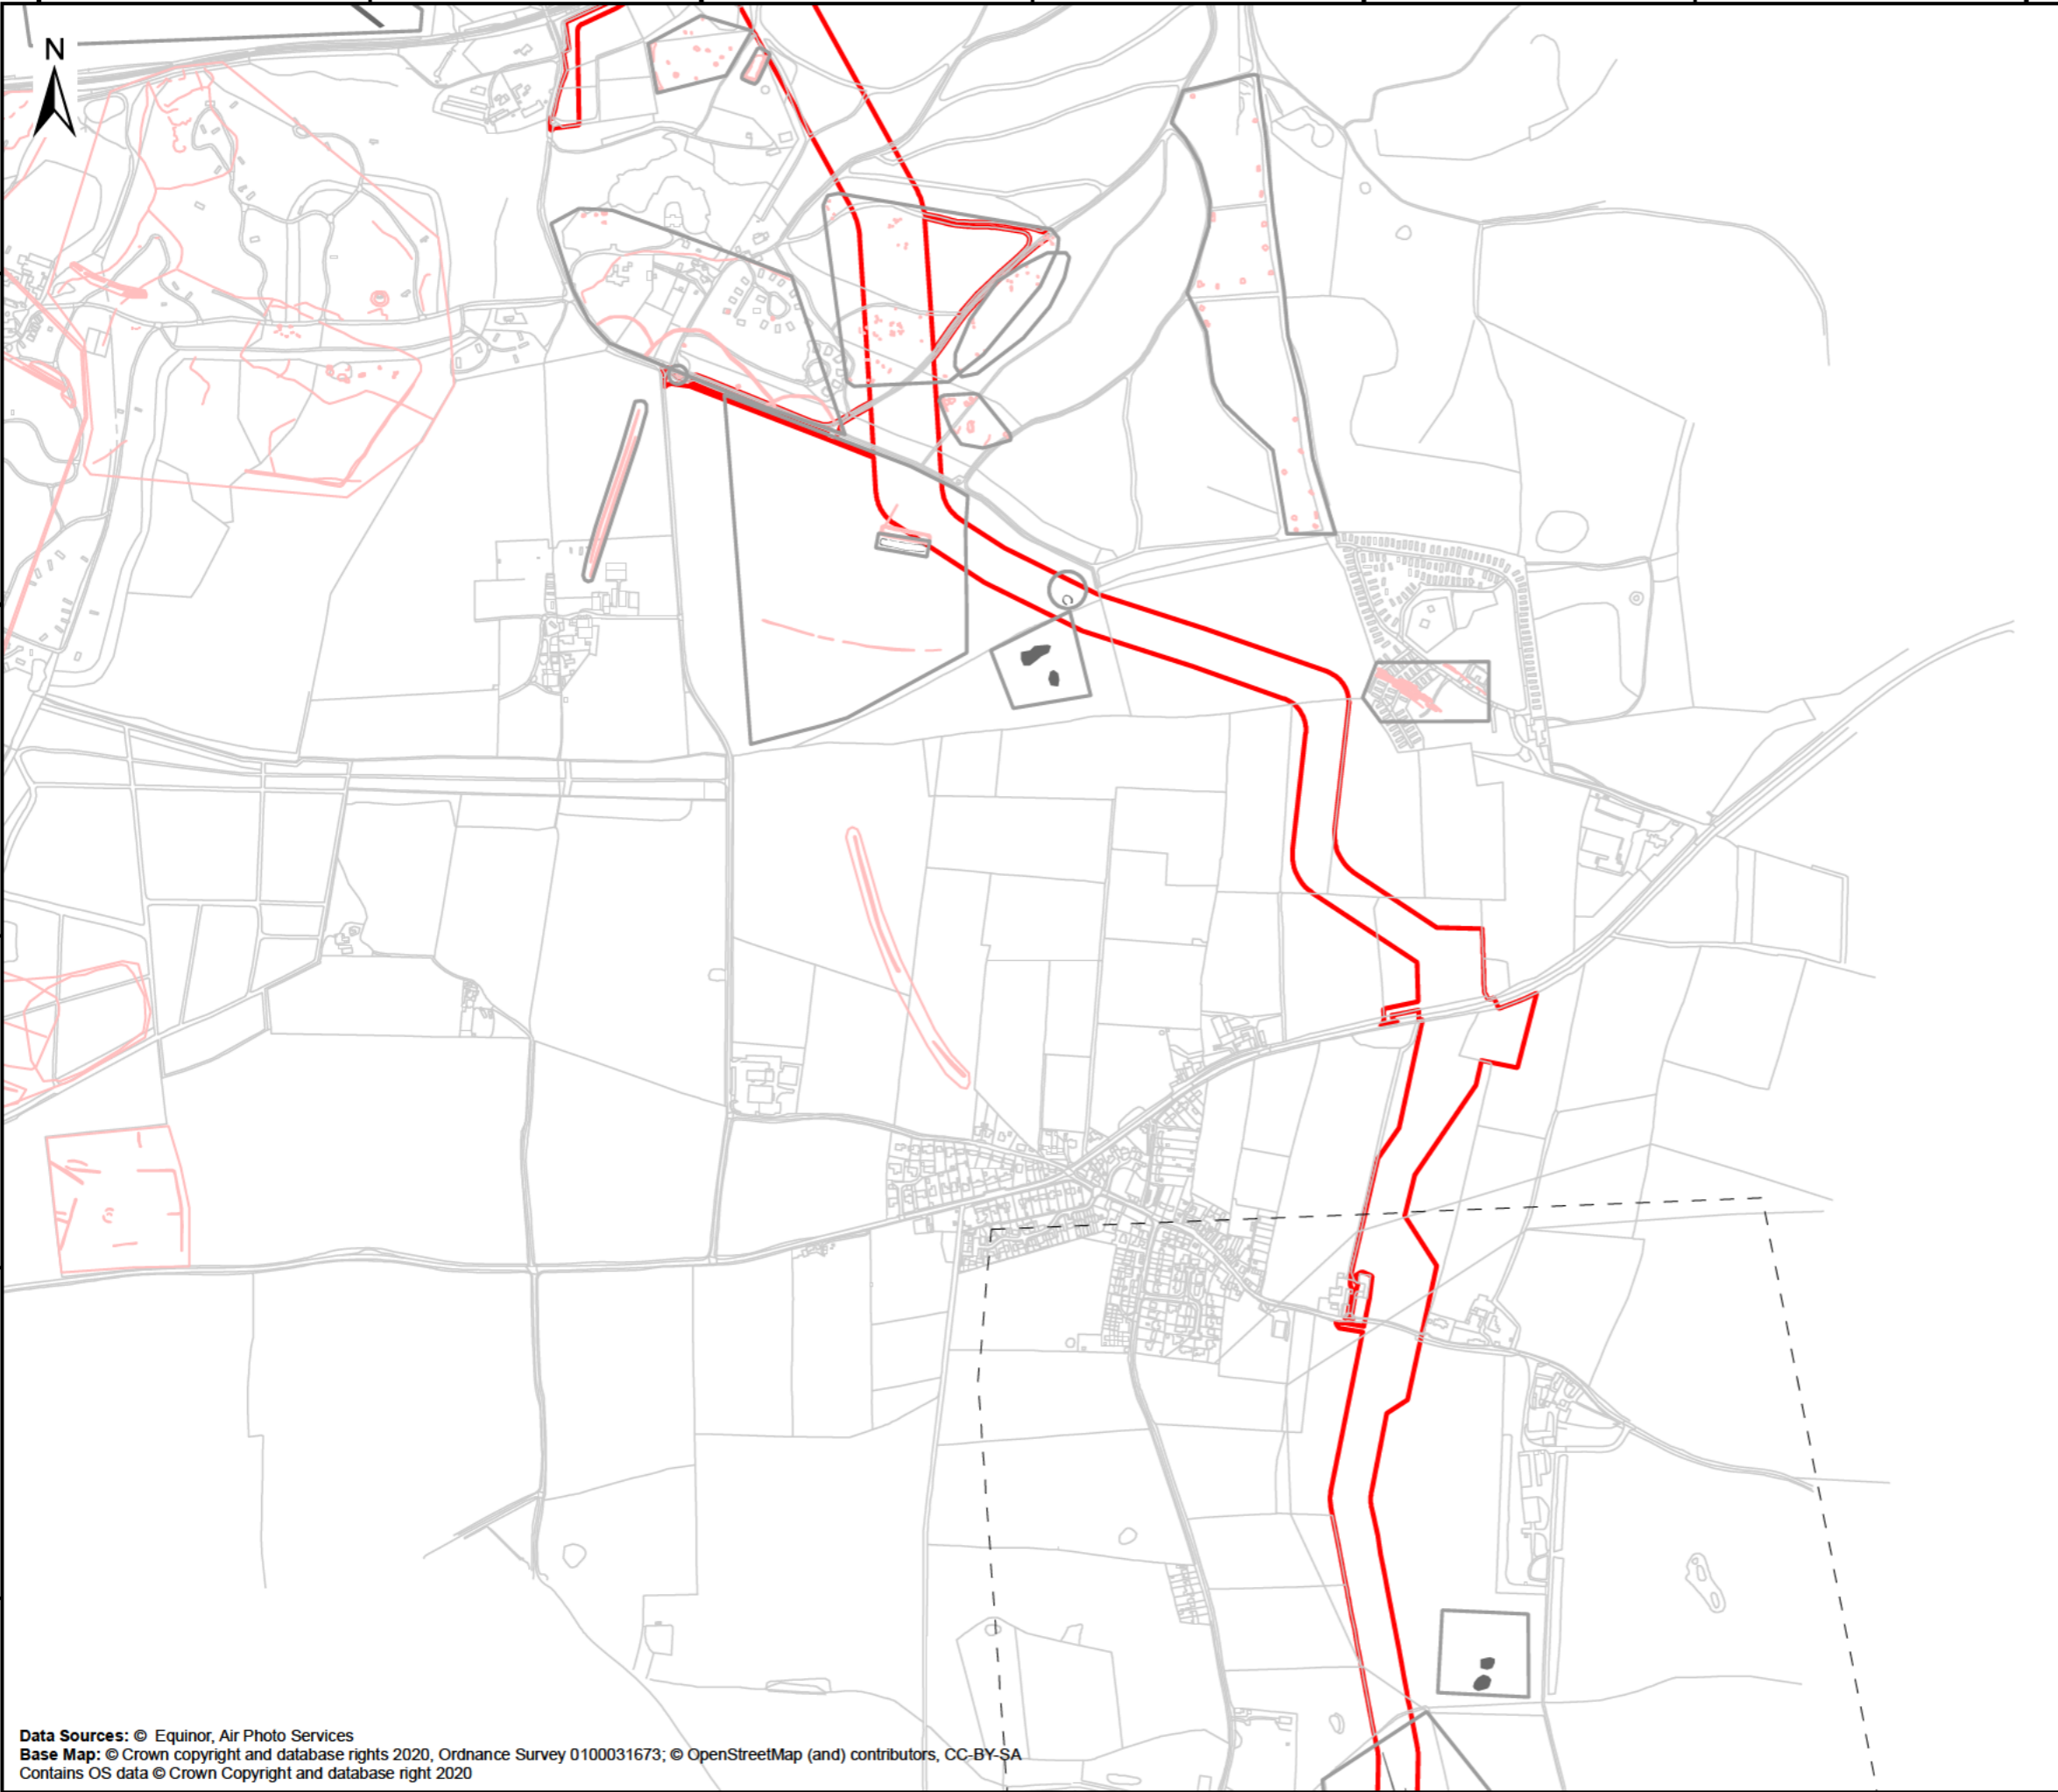 N
Data Sources: © Equinor, Air Photo Services
Base Map: © Crown copyright and database rights 2020, Ordnance Survey 0100031673; © OpenStreetMap (and) contributors, CC-BY-SA
Contains OS data © Crown Copyright and database right 2020